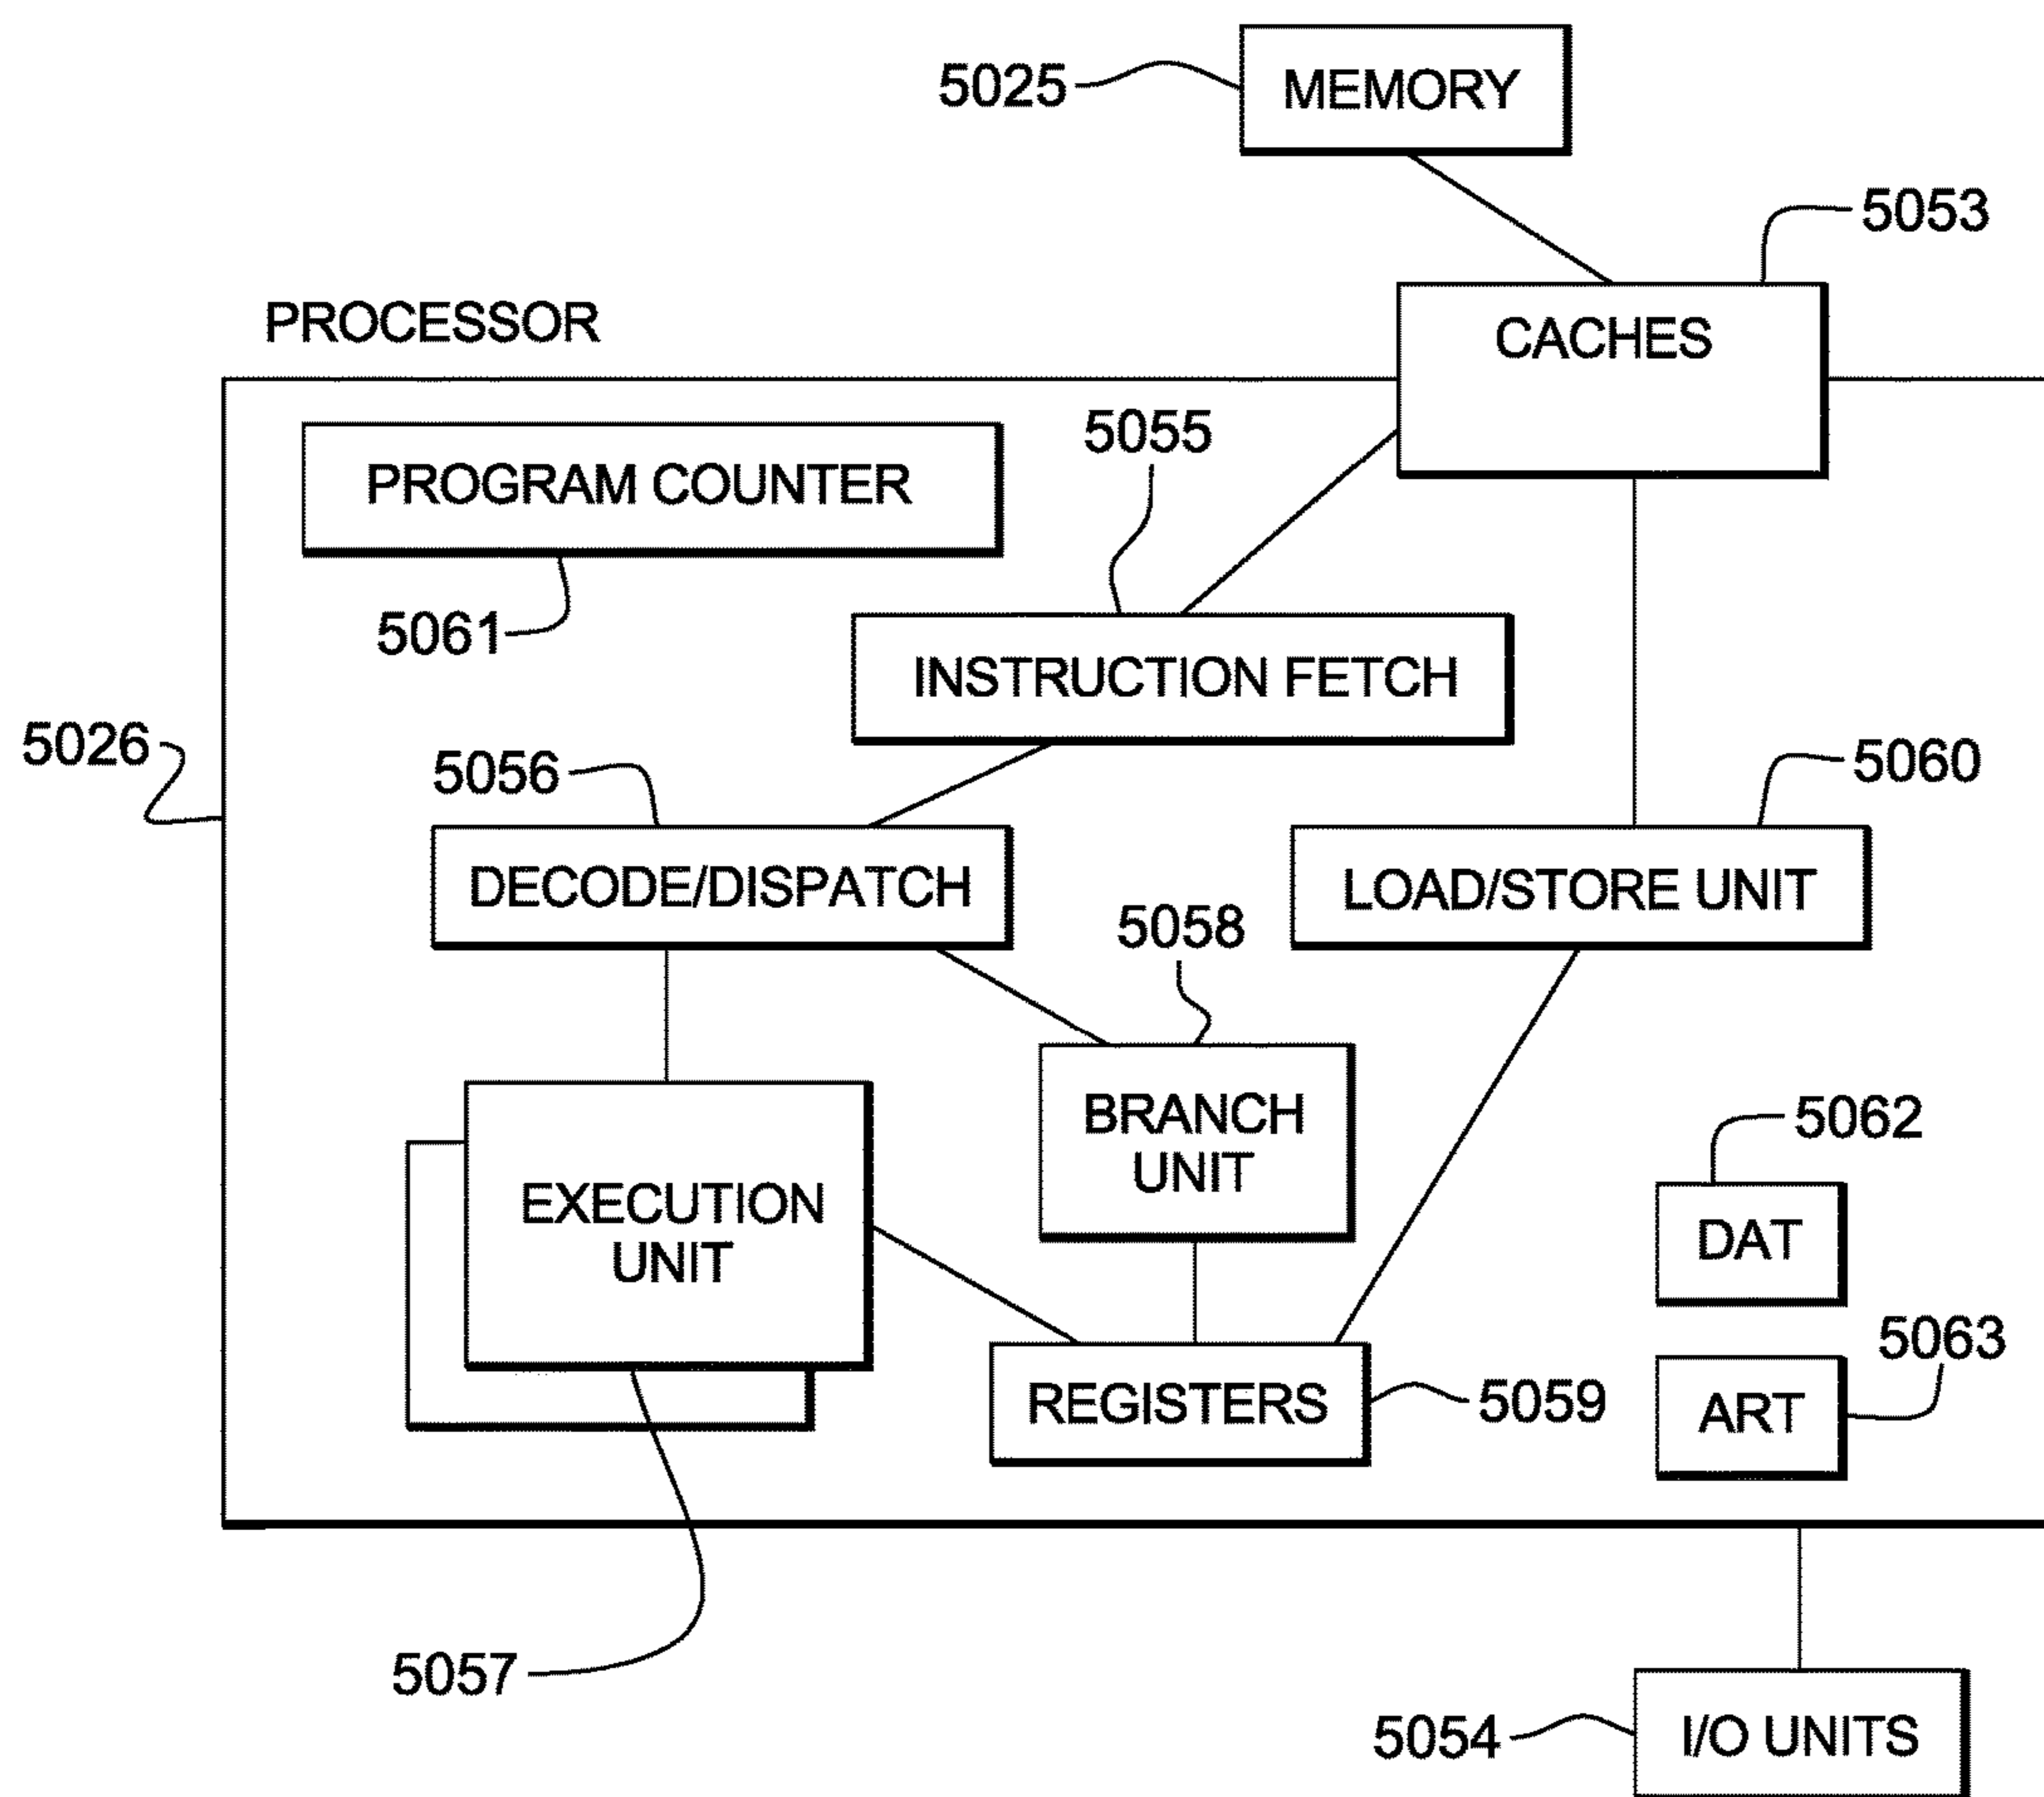 MEMORY
5025
5053
CACHES
PROCESSOR
5055
PROGRAM COUNTER
5061
INSTRUCTION FETCH
5026
5056
5060
DECODE/DISPATCH
LOAD/STORE UNIT
5058
BRANCH
UNIT
5062
EXECUTION
UNIT
DAT
5063
REGISTERS
5059
ART
5057
5054
I/O UNITS